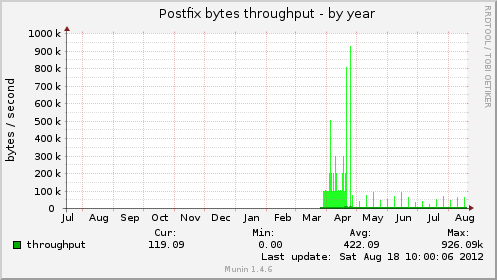 Postfix bytes throughput - by year
RRDTOOL / TOBI OETIKER
bytes / second
1000 k
900 k
800 k
700 k
600 k
500 k
400 k
300 k
200 k
100 k
0
Jul Aug Sep Oct Nov Dec Jan Feb Mar Apr May Jun Jul Aug
Cur: Min: Avg: Max:
throughput 119.09 0.00 422.09 926.09k
Last update: Sat Aug 18 10:00:06 2012
Munin 1.4.6